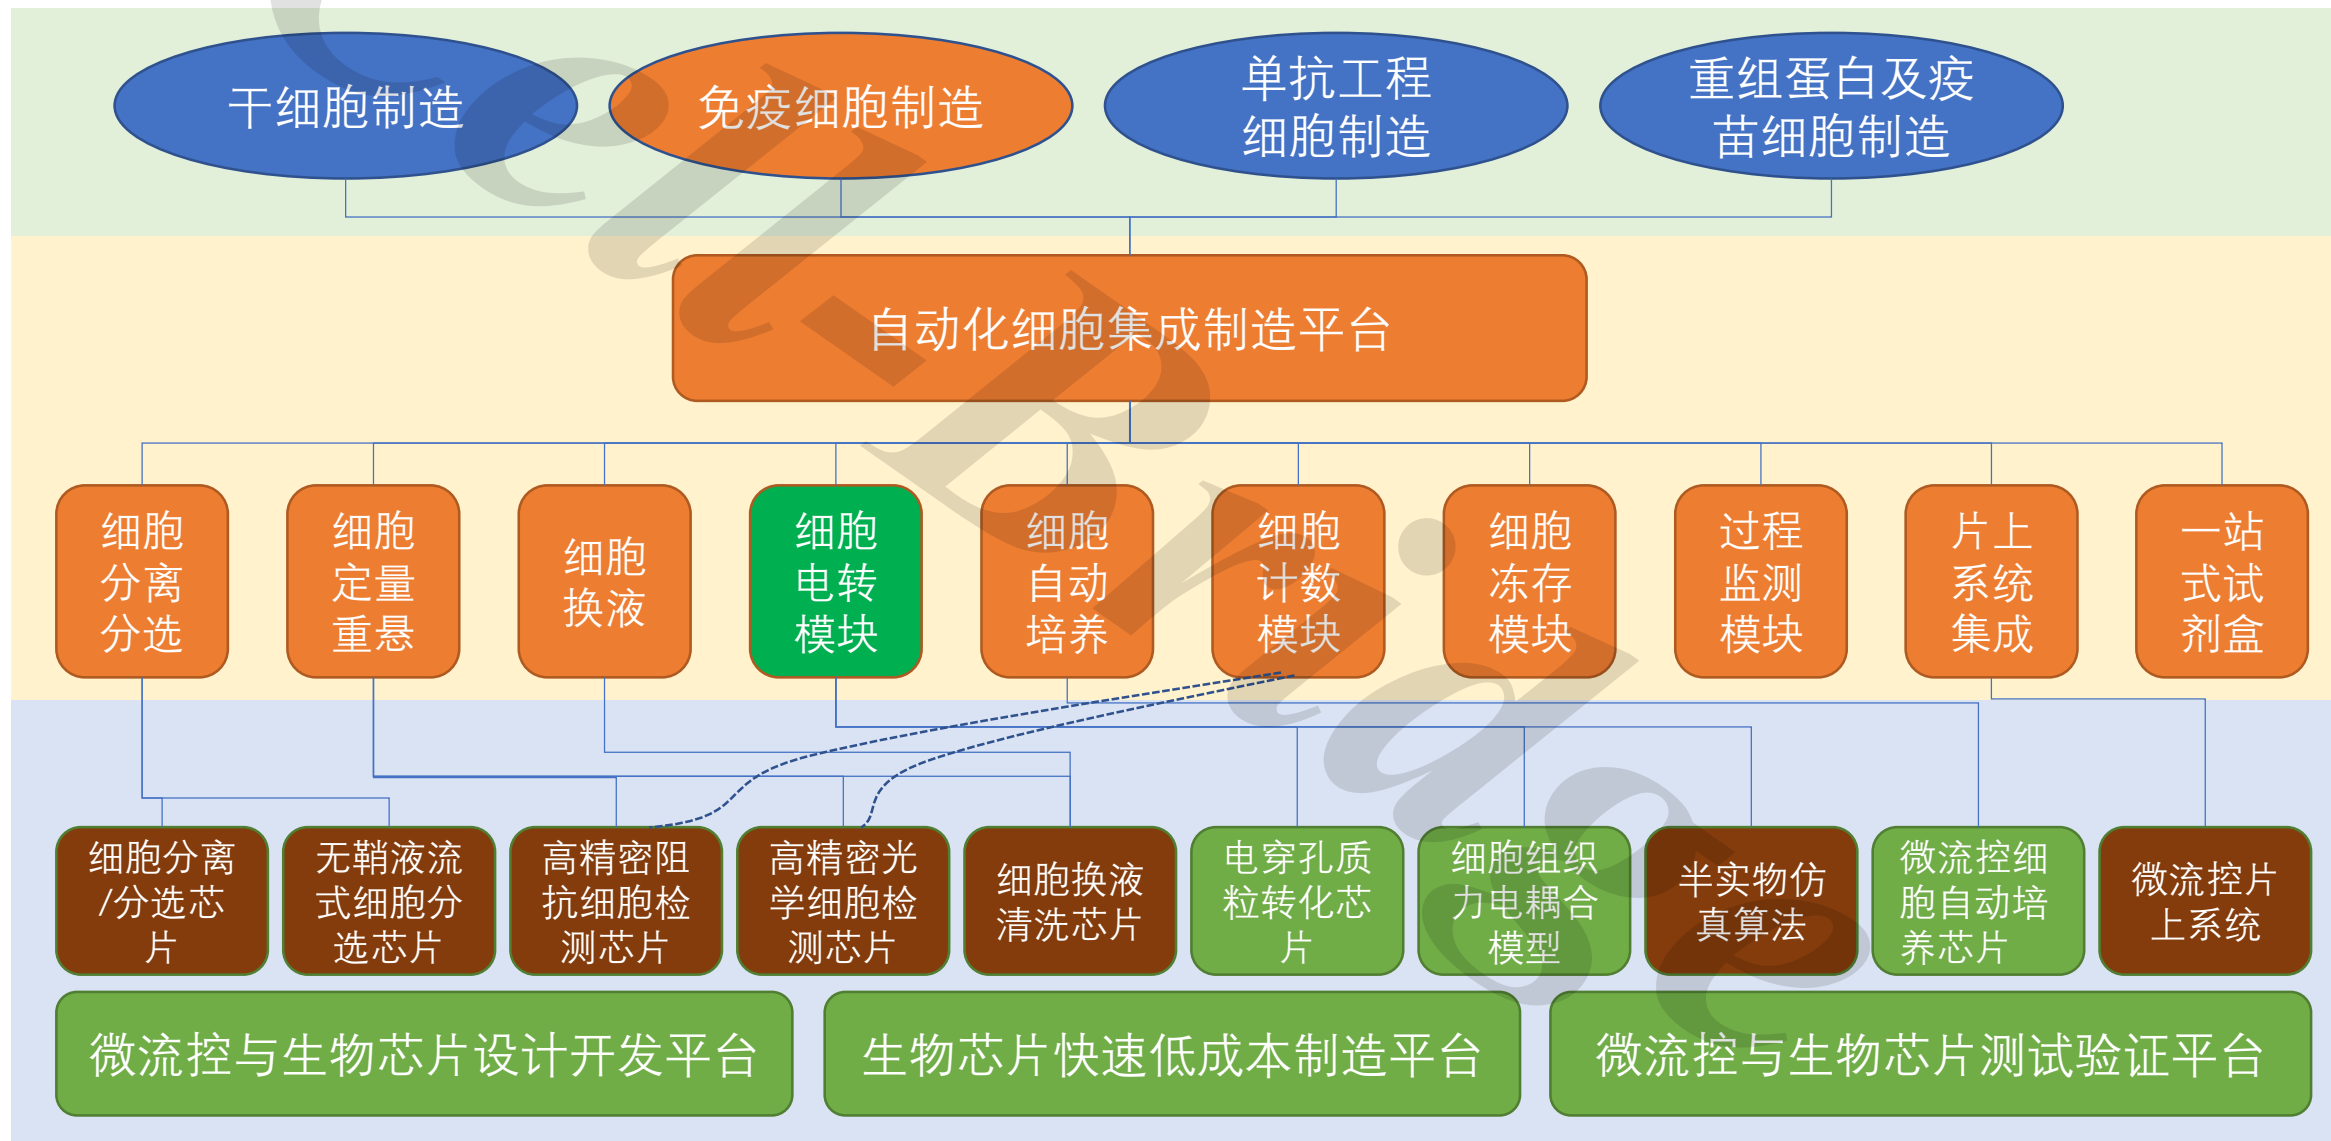 干细胞制造
免疫细胞制造
单抗工程
细胞制造
重组蛋白及疫
苗细胞制造
自动化细胞集成制造平台
细胞
分离
分选
细胞
定量
重悬
细胞
换液
细胞
电转
模块
细胞
自动
培养
细胞
计数
模块
细胞
冻存
模块
过程
监测
模块
片上
系统
集成
一站
式试
剂盒
细胞分离
/分选芯
片
无鞘液流
式细胞分
选芯片
高精密阻
抗细胞检
测芯片
高精密光
学细胞检
测芯片
细胞换液
清洗芯片
电穿孔质
粒转化芯
片
细胞组织
力电耦合
模型
半实物仿
真算法
微流控细
胞自动培
养芯片
微流控片
上系统
微流控与生物芯片设计开发平台
生物芯片快速低成本制造平台
微流控与生物芯片测试验证平台
Cell-Bridge